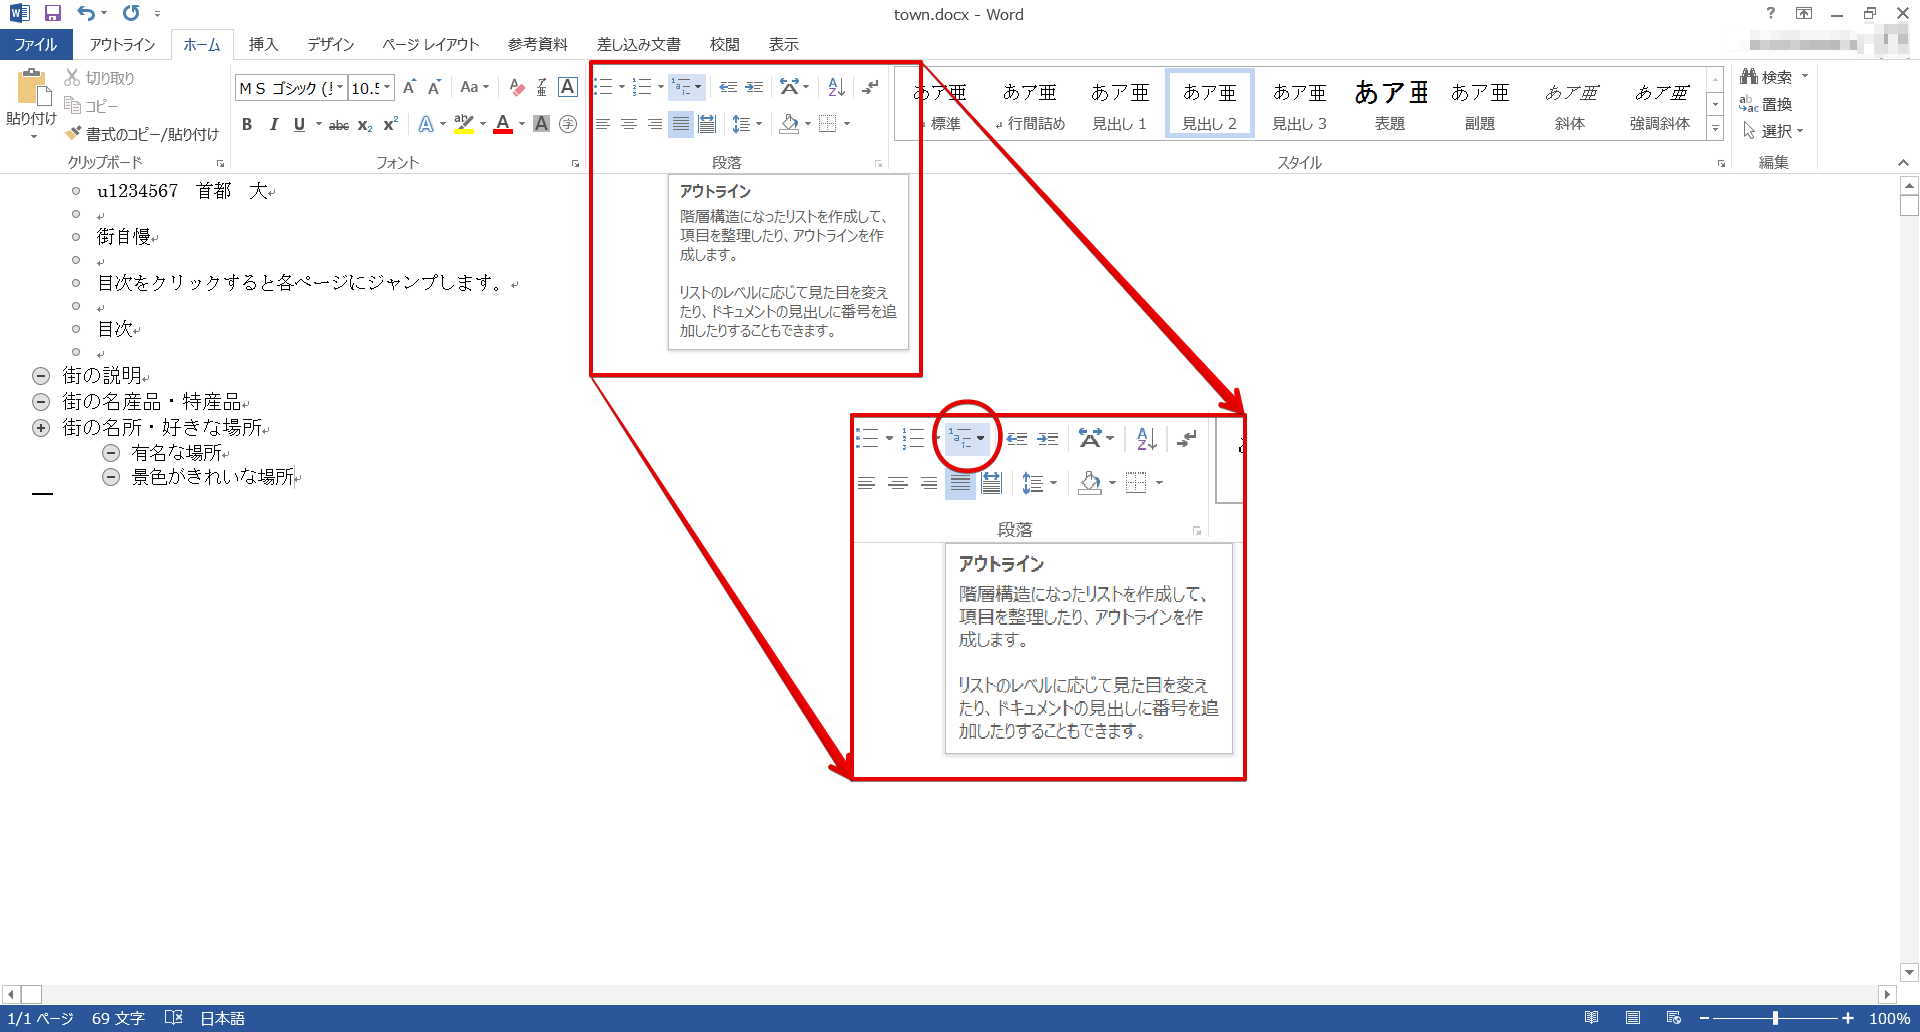 town.docx - Word
ファイル アウトライン ホーム 挿入 デザイン ページ レイアウト 参考資料 差し込み文書 校閲 表示
貼り付け
切り取り
コピー
書式のコピー/貼り付け
クリップボード
ＭＳ ゴシック (! 10.5
Aa
B I U abc x₂ x²
フォント
段落
あア亜 標準
あア亜 行間詰め
あア亜 見出し 1
あア亜 見出し 2
あア亜 見出し 3
あア亜 表題
あア亜 副題
あア亜 斜体
あア亜 強調斜体
スタイル
検索
置換
選択
編集
アウトライン
階層構造になったリストを作成して、
項目を整理したり、アウトラインを作
成します。
リストのレベルに応じて見た目を変え
たり、ドキュメントの見出しに番号を追
加したりすることもできます。
u1234567　首都　大
街自慢
目次をクリックすると各ページにジャンプします。
目次
街の説明
街の名産品・特産品
街の名所・好きな場所
有名な場所
景色がきれいな場所
段落
アウトライン
階層構造になったリストを作成して、
項目を整理したり、アウトラインを作
成します。
リストのレベルに応じて見た目を変え
たり、ドキュメントの見出しに番号を追
加したりすることもできます。
1/1 ページ 69 文字 日本語 100%